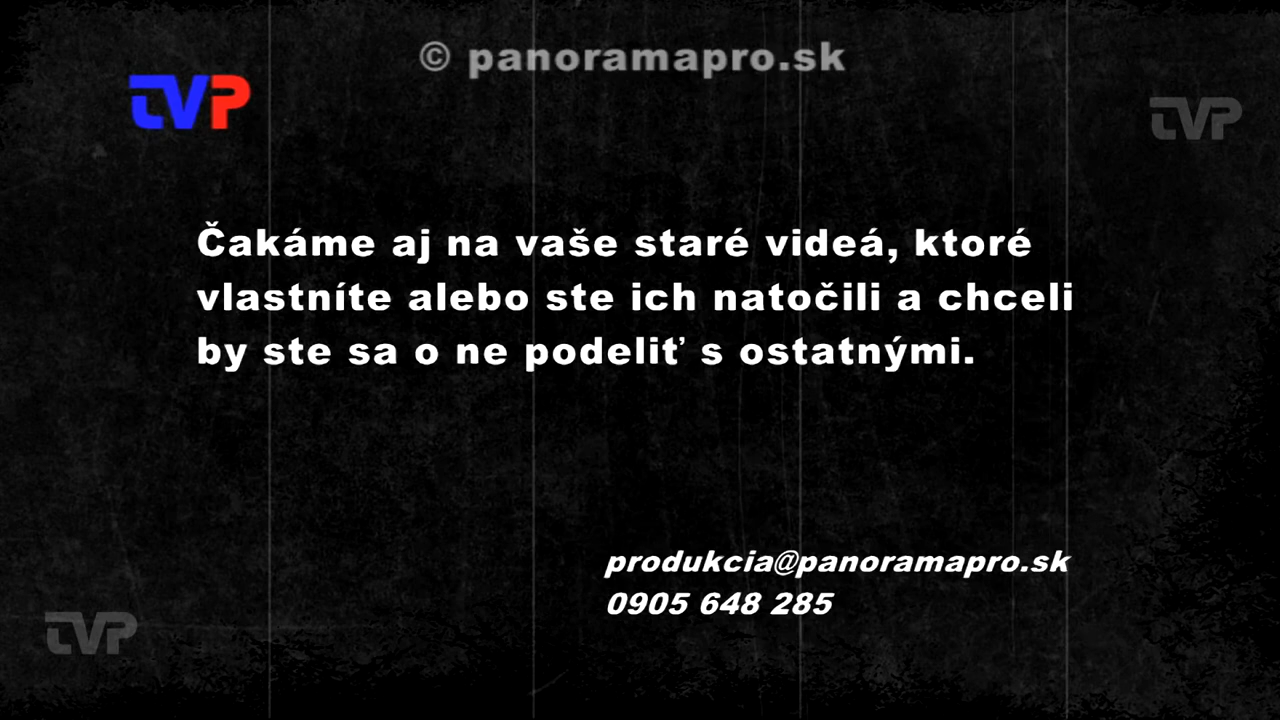 © panoramapro.sk
TVP
TVP
Čakáme aj na vaše staré videá, ktoré
vlastníte alebo ste ich natočili a chceli
by ste sa o ne podeliť s ostatnými.
produkcia@panoramapro.sk
0905 648 285
TVP